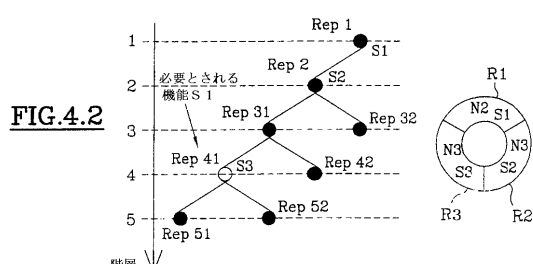 Rep 1
1
S1
Rep 2
S2
2
必要とされる
機能S1
R1
FIG.4.2
Rep 31
Rep 32
N2
S1
3
N3
N3
Rep 41
S3
Rep 42
S3
S2
4
R3
R2
Rep 52
5
Rep 51
階層